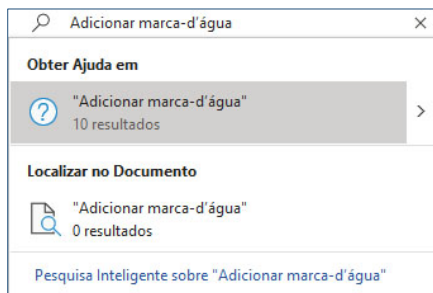 Adicionar marca-d'água
Obter Ajuda em
"Adicionar marca-d'água"
10 resultados
Localizar no Documento
"Adicionar marca-d'água"
0 resultados
Pesquisa Inteligente sobre "Adicionar marca-d'água"